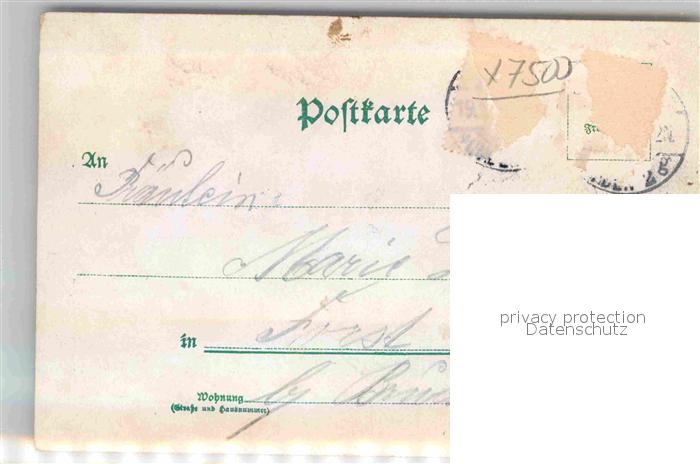 x7500
Postkarte
An
Fräulein
Marie
in Forst
Wohnung
(Straße und Hausnummer)
privacy protection
Datenschutz